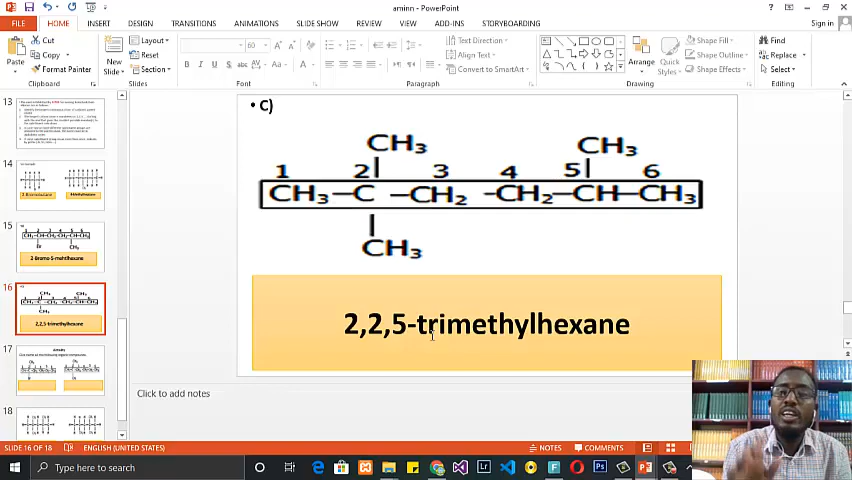 aminn - PowerPoint
Sign in
FILE HOME INSERT DESIGN TRANSITIONS ANIMATIONS SLIDE SHOW REVIEW VIEW ADD-INS STORYBOARDING
Paste
Cut
Copy
Format Painter
Clipboard
New
Slide
Layout
Reset
Section
Slides
60
B I U S abc AV Aa A
Font
Paragraph
Text Direction
Align Text
Convert to SmartArt
Arrange
Quick
Styles
Shape Fill
Shape Outline
Shape Effects
Drawing
Find
Replace
Select
Editing
13
14
15
2-Bromo-5-mehtlhexane
16
2,2,5-trimethylhexane
17
18
• C)
CH₃ CH₃
1 2 3 4 5 6
CH₃–C –CH₂ –CH₂–CH–CH₃
CH₃
2,2,5-trimethylhexane
Click to add notes
SLIDE 16 OF 18 ENGLISH (UNITED STATES) NOTES COMMENTS
Type here to search